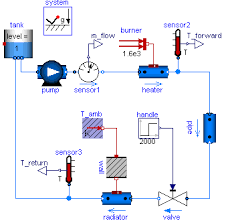 system
g
tank
level =
1
m_flow
burner
sensor2
T_forward
1.6e3
T
pump
sensor1
heater
T_amb
handle
pipe
K
wall
2000
sensor3
T_return
T
radiator
valve